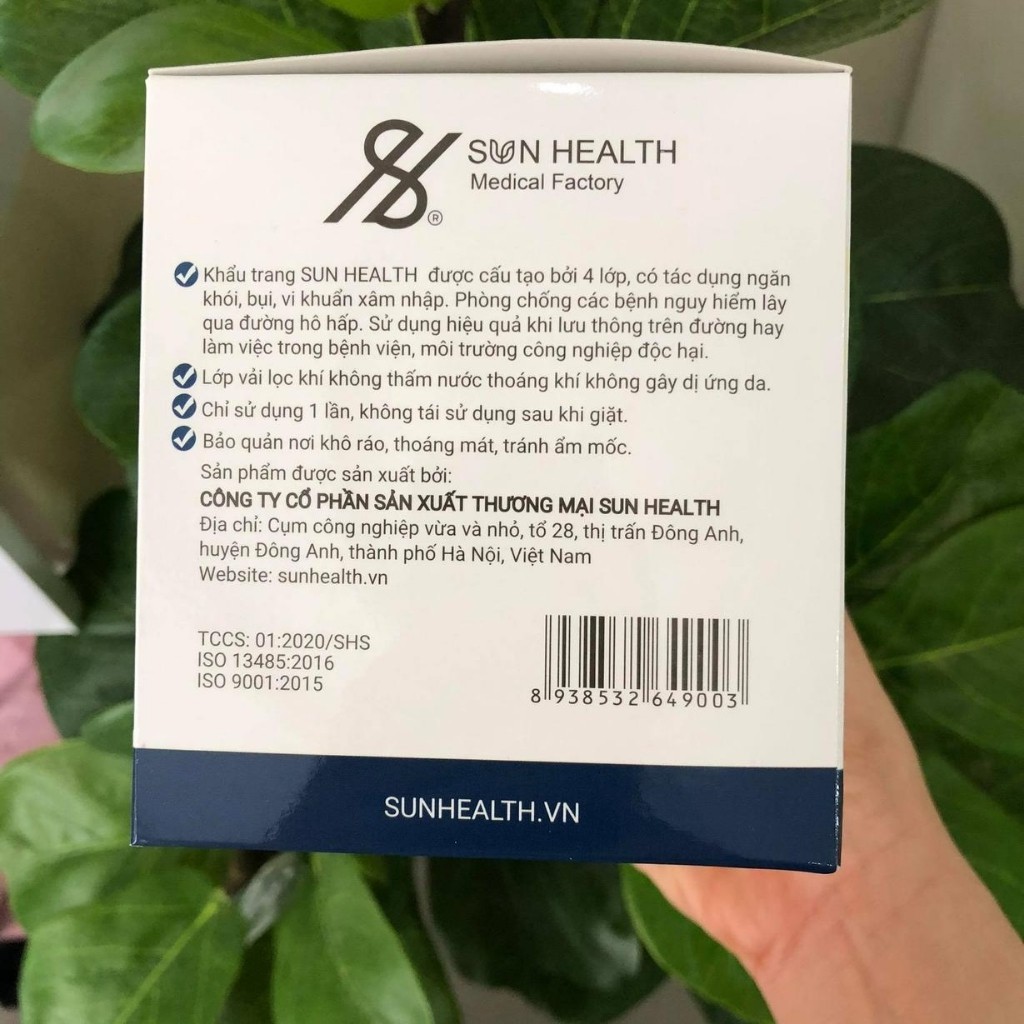 SUN HEALTH
Medical Factory
®
Khẩu trang SUN HEALTH được cấu tạo bởi 4 lớp, có tác dụng ngăn
khói, bụi, vi khuẩn xâm nhập. Phòng chống các bệnh nguy hiểm lây
qua đường hô hấp. Sử dụng hiệu quả khi lưu thông trên đường hay
làm việc trong bệnh viện, môi trường công nghiệp độc hại.
Lớp vải lọc khí không thấm nước thoáng khí không gây dị ứng da.
Chỉ sử dụng 1 lần, không tái sử dụng sau khi giặt.
Bảo quản nơi khô ráo, thoáng mát, tránh ẩm mốc.
Sản phẩm được sản xuất bởi:
CÔNG TY CỔ PHẦN SẢN XUẤT THƯƠNG MẠI SUN HEALTH
Địa chỉ: Cụm công nghiệp vừa và nhỏ, tổ 28, thị trấn Đông Anh,
huyện Đông Anh, thành phố Hà Nội, Việt Nam
Website: sunhealth.vn
TCCS: 01:2020/SHS
ISO 13485:2016
ISO 9001:2015
8 938532 649003
SUNHEALTH.VN